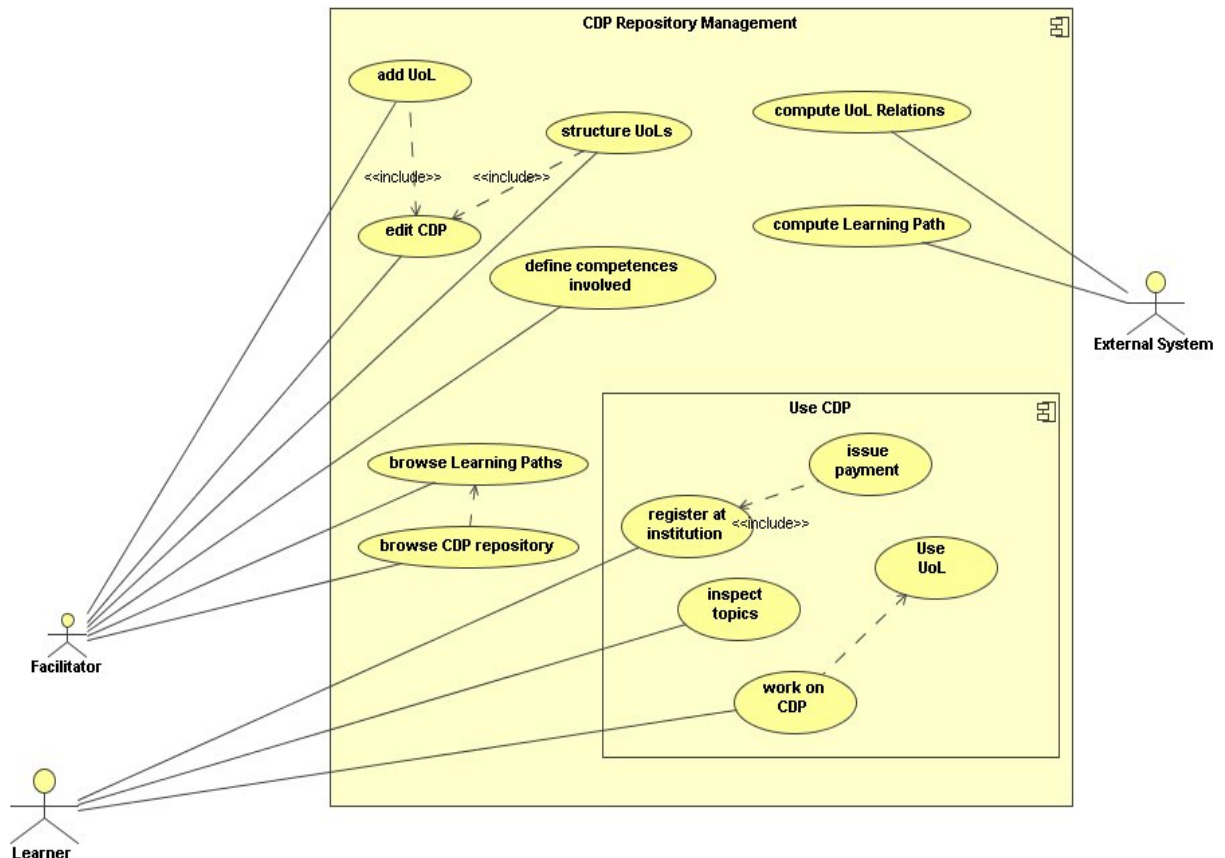 CDP Repository Management
add UoL
structure UoLs
compute UoL Relations
<<include>>
<<include>>
edit CDP
compute Learning Path
define competences
involved
External System
Use CDP
browse Learning Paths
issue
payment
register at
institution
<<include>>
browse CDP repository
Use
UoL
inspect
topics
Facilitator
work on
CDP
Learner